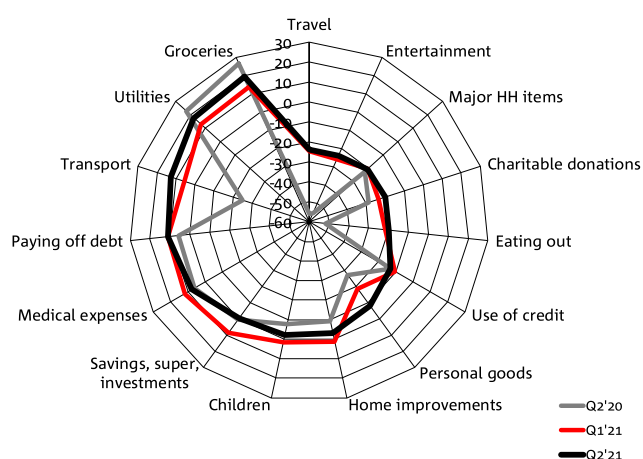 Travel
Entertainment
Major HH items
Charitable donations
Eating out
Use of credit
Personal goods
Home improvements
Children
Savings, super,
investments
Medical expenses
Paying off debt
Transport
Utilities
Groceries
30
20
10
0
-10
-20
-30
-40
-50
-60
Q2'20
Q1'21
Q2'21